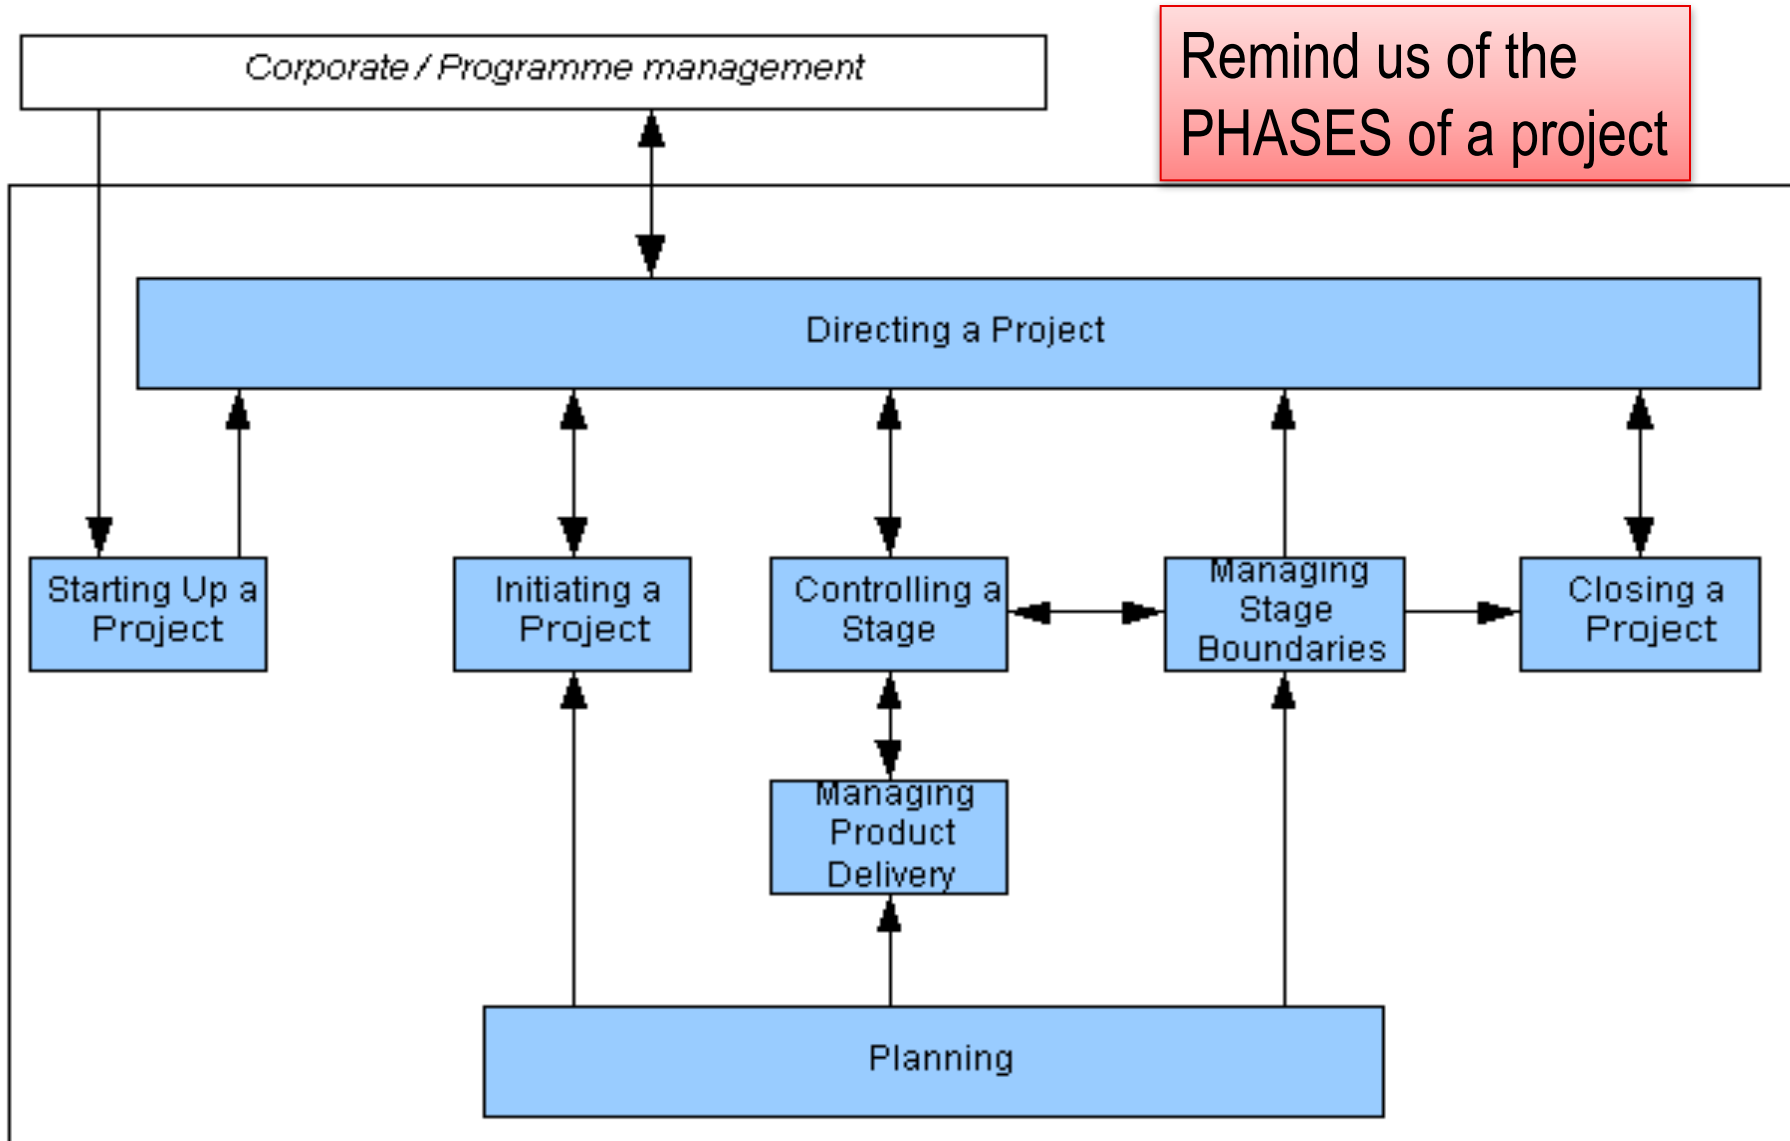 Corporate / Programme management
Remind us of the
PHASES of a project
Directing a Project
Starting Up a
Project
Initiating a
Project
Controlling a
Stage
Managing
Stage
Boundaries
Closing a
Project
Managing
Product
Delivery
Planning